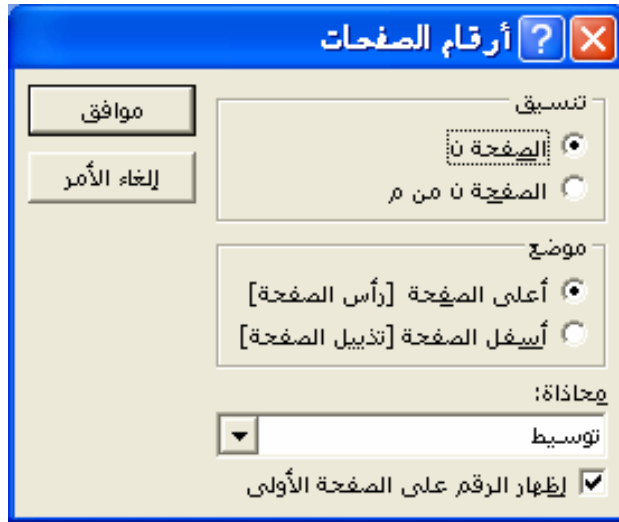 أرقام الصفحات
تنسيق
الصفحة ن
الصفحة ن من م
موضع
أعلى الصفحة [رأس الصفحة]
أسفل الصفحة [تذييل الصفحة]
محاذاة:
توسيط
إظهار الرقم على الصفحة الأولى
موافق
إلغاء الأمر